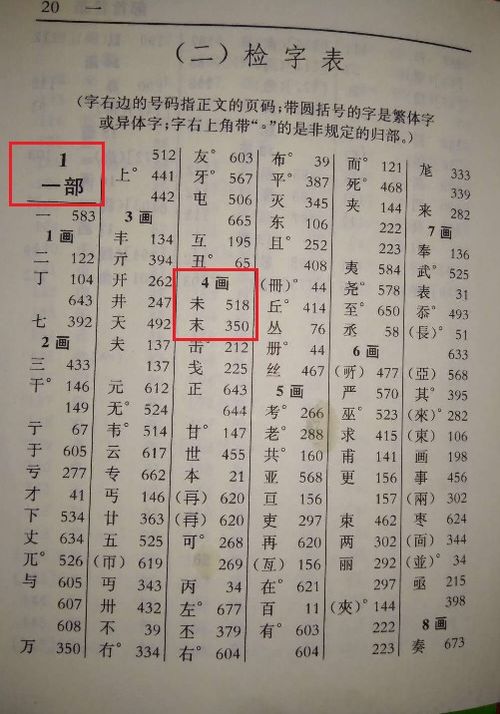 20 一
(二)检字表
(字右边的号码指正文的页码;带圆括号的字是繁体字
或异体字;字右上角带“°”的是非规定的归部。)
1
一部
一 583
1画
二 122
丁 104
643
七 392
2画
三 433
干° 146
149
亍 67
于 605
亏 277
才 41
下 534
丈 634
兀° 526
与 605
607
608
万 350
512
上° 441
442
3画
丰 134
亓 394
开 262
井 247
天 492
夫 137
137
元 612
无° 524
韦° 514
云 617
专 662
丐 146
廿 363
五 525
(帀) 619
丏 343
卅 432
不 39
冇° 334
友° 603
牙° 567
屯 506
665
互 195
丑° 65
4画
未 518
末 350
击° 212
戋 225
正 643
644
甘° 147
世 455
本 21
620
620
可° 268
269
丙 34
左° 677
丕 379
右° 604
布° 39
平° 387
灭 345
东 106
且° 252
408
(冊)° 44
丘° 414
丛 76
册° 44
丝 467
5画
考° 266
老° 288
共° 160
亚 568
亘 156
吏 297
再 620
(亙) 156
在° 621
百 11
有° 603
604
而° 121
死° 468
夹 144
222
223
夷 584
尧° 578
至° 650
丞 58
6画
477
严 570
巫° 523
求 415
甫 141
更 156
157
束 462
两 302
丽 292
297
(夾)° 144
222
223
尨 333
339
来 282
7画
奉 136
武° 525
表 31
忝° 493
(長)° 51
633
(亞) 568
其° 395
(來)° 282
(東) 106
画 198
事 456
(兩) 302
枣 624
(面) 344
(並)° 34
亟 215
398
8画
奏 673